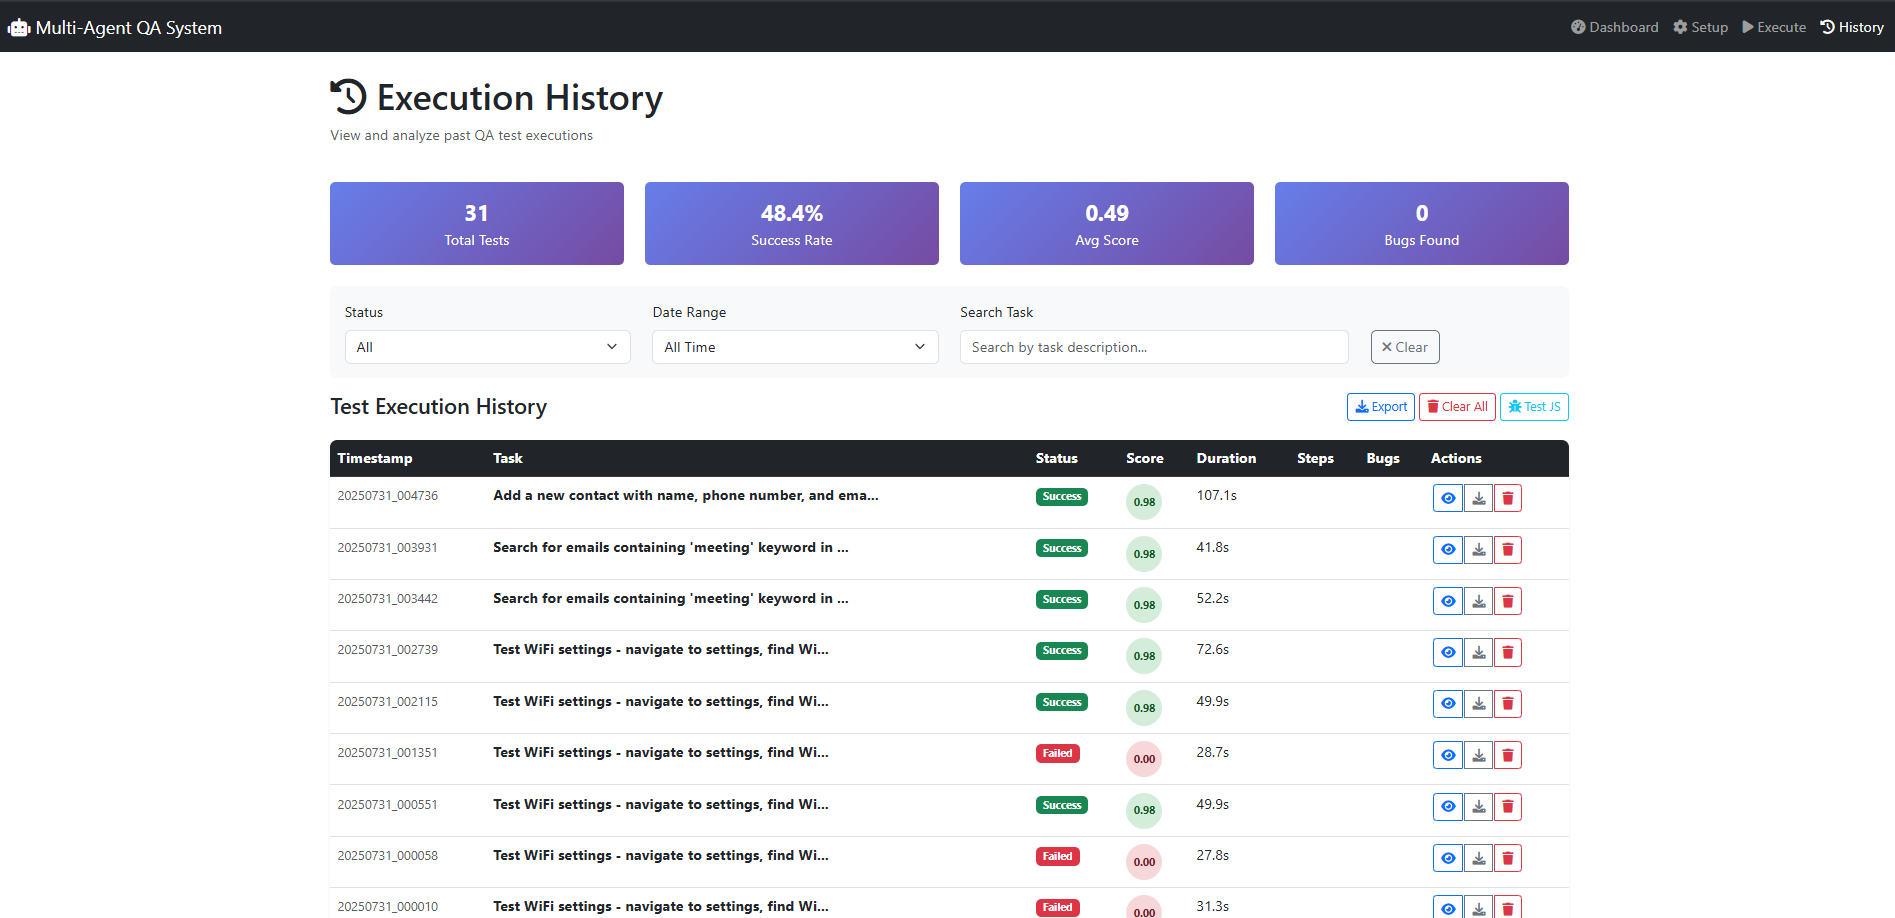 Multi-Agent QA System Dashboard Setup Execute History
Execution History
View and analyze past QA test executions
31 48.4% 0.49 0
Total Tests Success Rate Avg Score Bugs Found
Status Date Range Search Task
All All Time Search by task description... Clear
Test Execution History Export Clear All Test JS
Timestamp Task Status Score Duration Steps Bugs Actions
20250731_004736 Add a new contact with name, phone number, and ema... Success 0.98 107.1s
20250731_003931 Search for emails containing 'meeting' keyword in ... Success 0.98 41.8s
20250731_003442 Search for emails containing 'meeting' keyword in ... Success 0.98 52.2s
20250731_002739 Test WiFi settings - navigate to settings, find Wi... Success 0.98 72.6s
20250731_002115 Test WiFi settings - navigate to settings, find Wi... Success 0.98 49.9s
20250731_001351 Test WiFi settings - navigate to settings, find Wi... Failed 0.00 28.7s
20250731_000551 Test WiFi settings - navigate to settings, find Wi... Success 0.98 49.9s
20250731_000058 Test WiFi settings - navigate to settings, find Wi... Failed 0.00 27.8s
20250731_000010 Test WiFi settings - navigate to settings, find Wi... Failed 0.00 31.3s